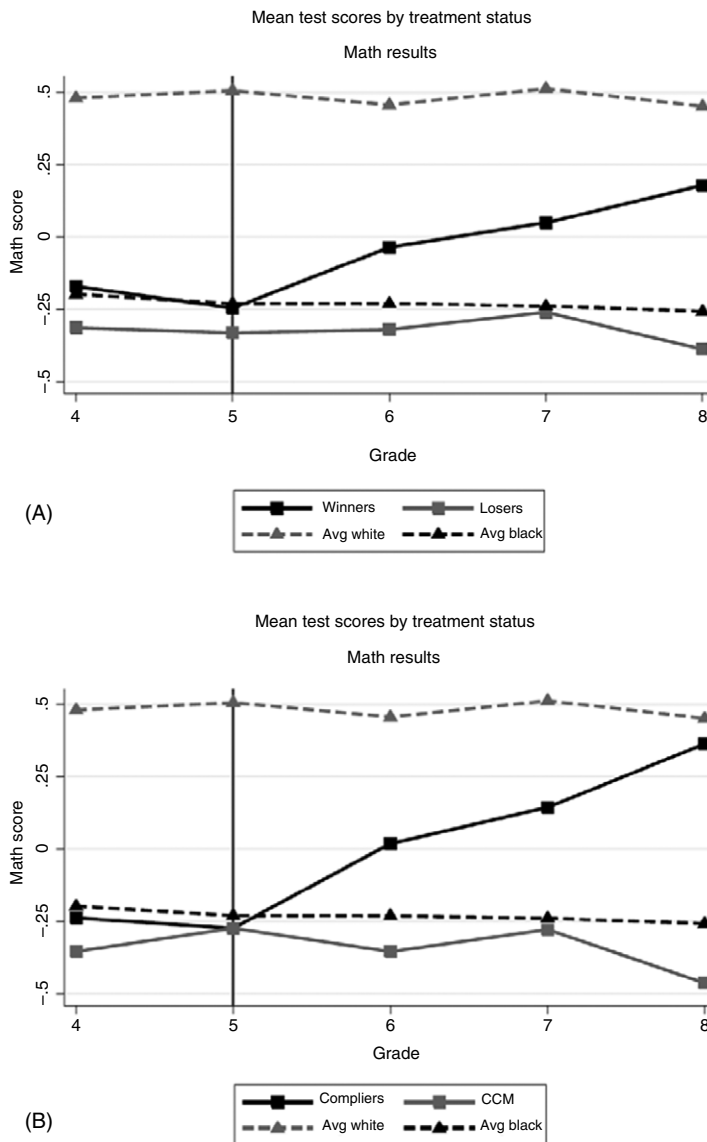 Mean test scores by treatment status
Math results
Math score
.5
.25
0
−.25
−.5
4 5 6 7 8
Grade
(A)
Winners Losers
Avg white Avg black
Mean test scores by treatment status
Math results
Math score
.5
.25
0
−.25
−.5
4 5 6 7 8
Grade
(B)
Compliers CCM
Avg white Avg black